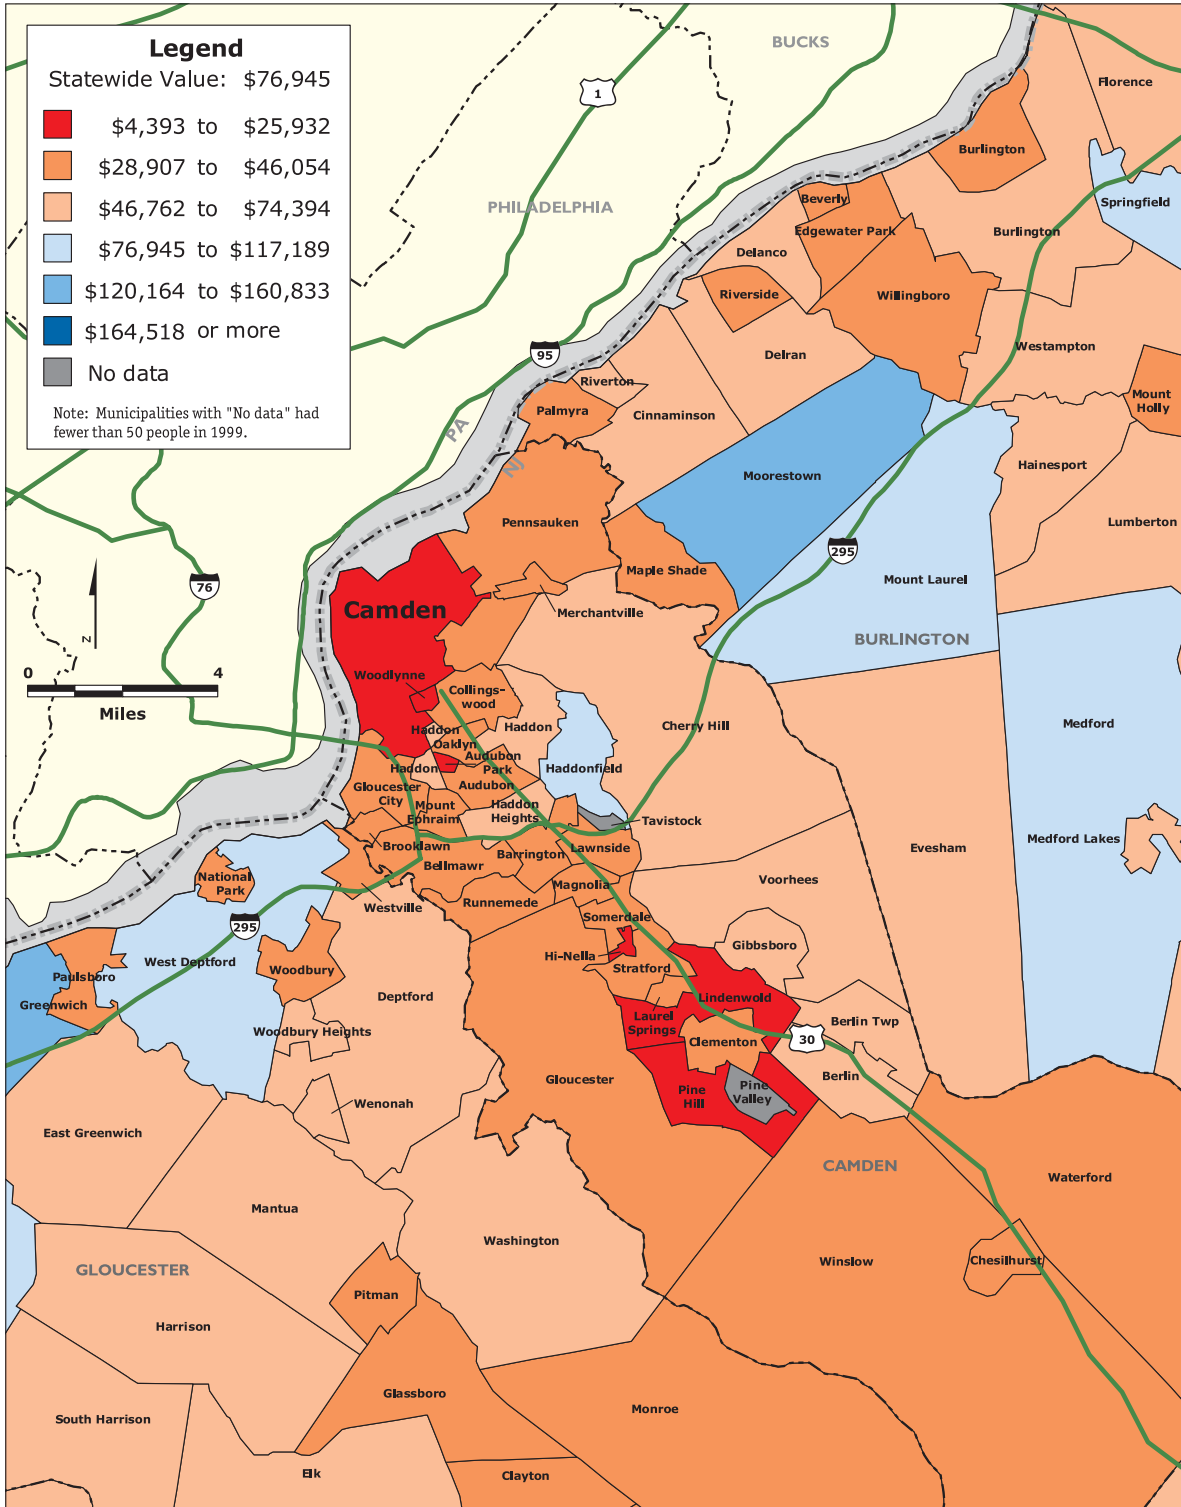 Legend
Statewide Value: $76,945
$4,393 to $25,932
$28,907 to $46,054
$46,762 to $74,394
$76,945 to $117,189
$120,164 to $160,833
$164,518 or more
No data
Note: Municipalities with "No data" had
fewer than 50 people in 1999.
BUCKS
1
Florence
Burlington
PHILADELPHIA
Beverly
Springfield
Edgewater Park
Burlington
Delanco
Riverside
Willingboro
95
Delran
Westampton
Riverton
Mount
Holly
Palmyra
Cinnaminson
PA
NJ
Moorestown
Hainesport
Pennsauken
Lumberton
295
76
Maple Shade
Mount Laurel
Camden
Merchantville
N
BURLINGTON
0 4
Miles
Woodlynne
Collings-
wood
Haddon
Haddon
Cherry Hill
Medford
Oaklyn
Audubon
Park
Haddon
Haddonfield
Gloucester
City
Audubon
Mount
Ephraim
Haddon
Heights
Tavistock
Medford Lakes
Brooklawn
Barrington
Lawnside
Evesham
Bellmawr
National
Park
Magnolia
Voorhees
Westville
Runnemede
Somerdale
295
Gibbsboro
Hi-Nella
West Deptford
Woodbury
Stratford
Paulsboro
Greenwich
Deptford
Lindenwold
Laurel
Springs
Berlin Twp
Woodbury Heights
Clementon
30
Gloucester
Berlin
Pine
Hill
Pine
Valley
Wenonah
East Greenwich
CAMDEN
Waterford
Mantua
Washington
Winslow
Chesilhurst
GLOUCESTER
Pitman
Harrison
Glassboro
Monroe
South Harrison
Elk
Clayton